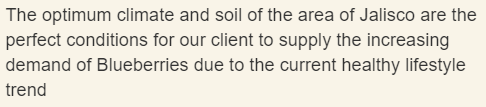 The optimum climate and soil of the area of Jalisco are the
perfect conditions for our client to supply the increasing
demand of Blueberries due to the current healthy lifestyle
trend